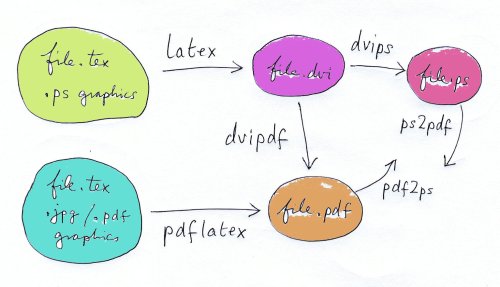 file.tex
.ps graphics
latex
file.dvi
dvips
file.ps
dvipdf
ps2pdf
file.tex
.jpg/.pdf
graphics
pdflatex
file.pdf
pdf2ps